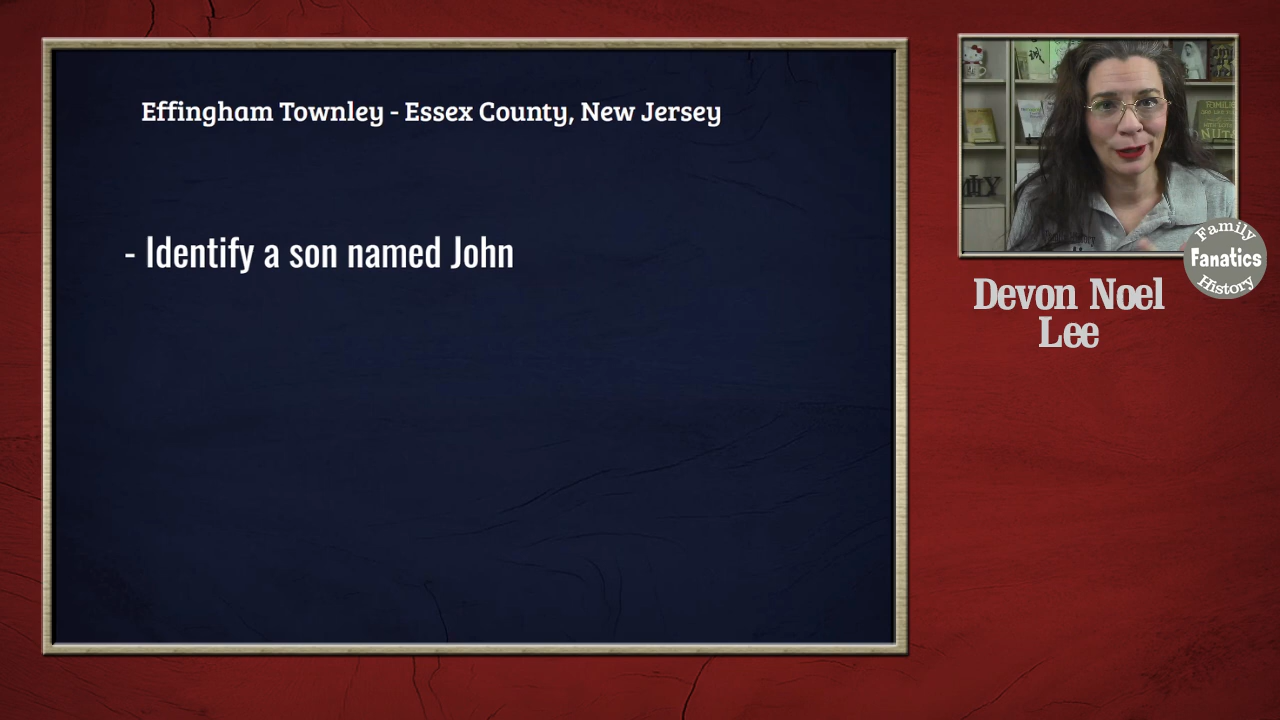 Effingham Townley - Essex County, New Jersey
- Identify a son named John
Family
Fanatics
History
Devon Noel
Lee